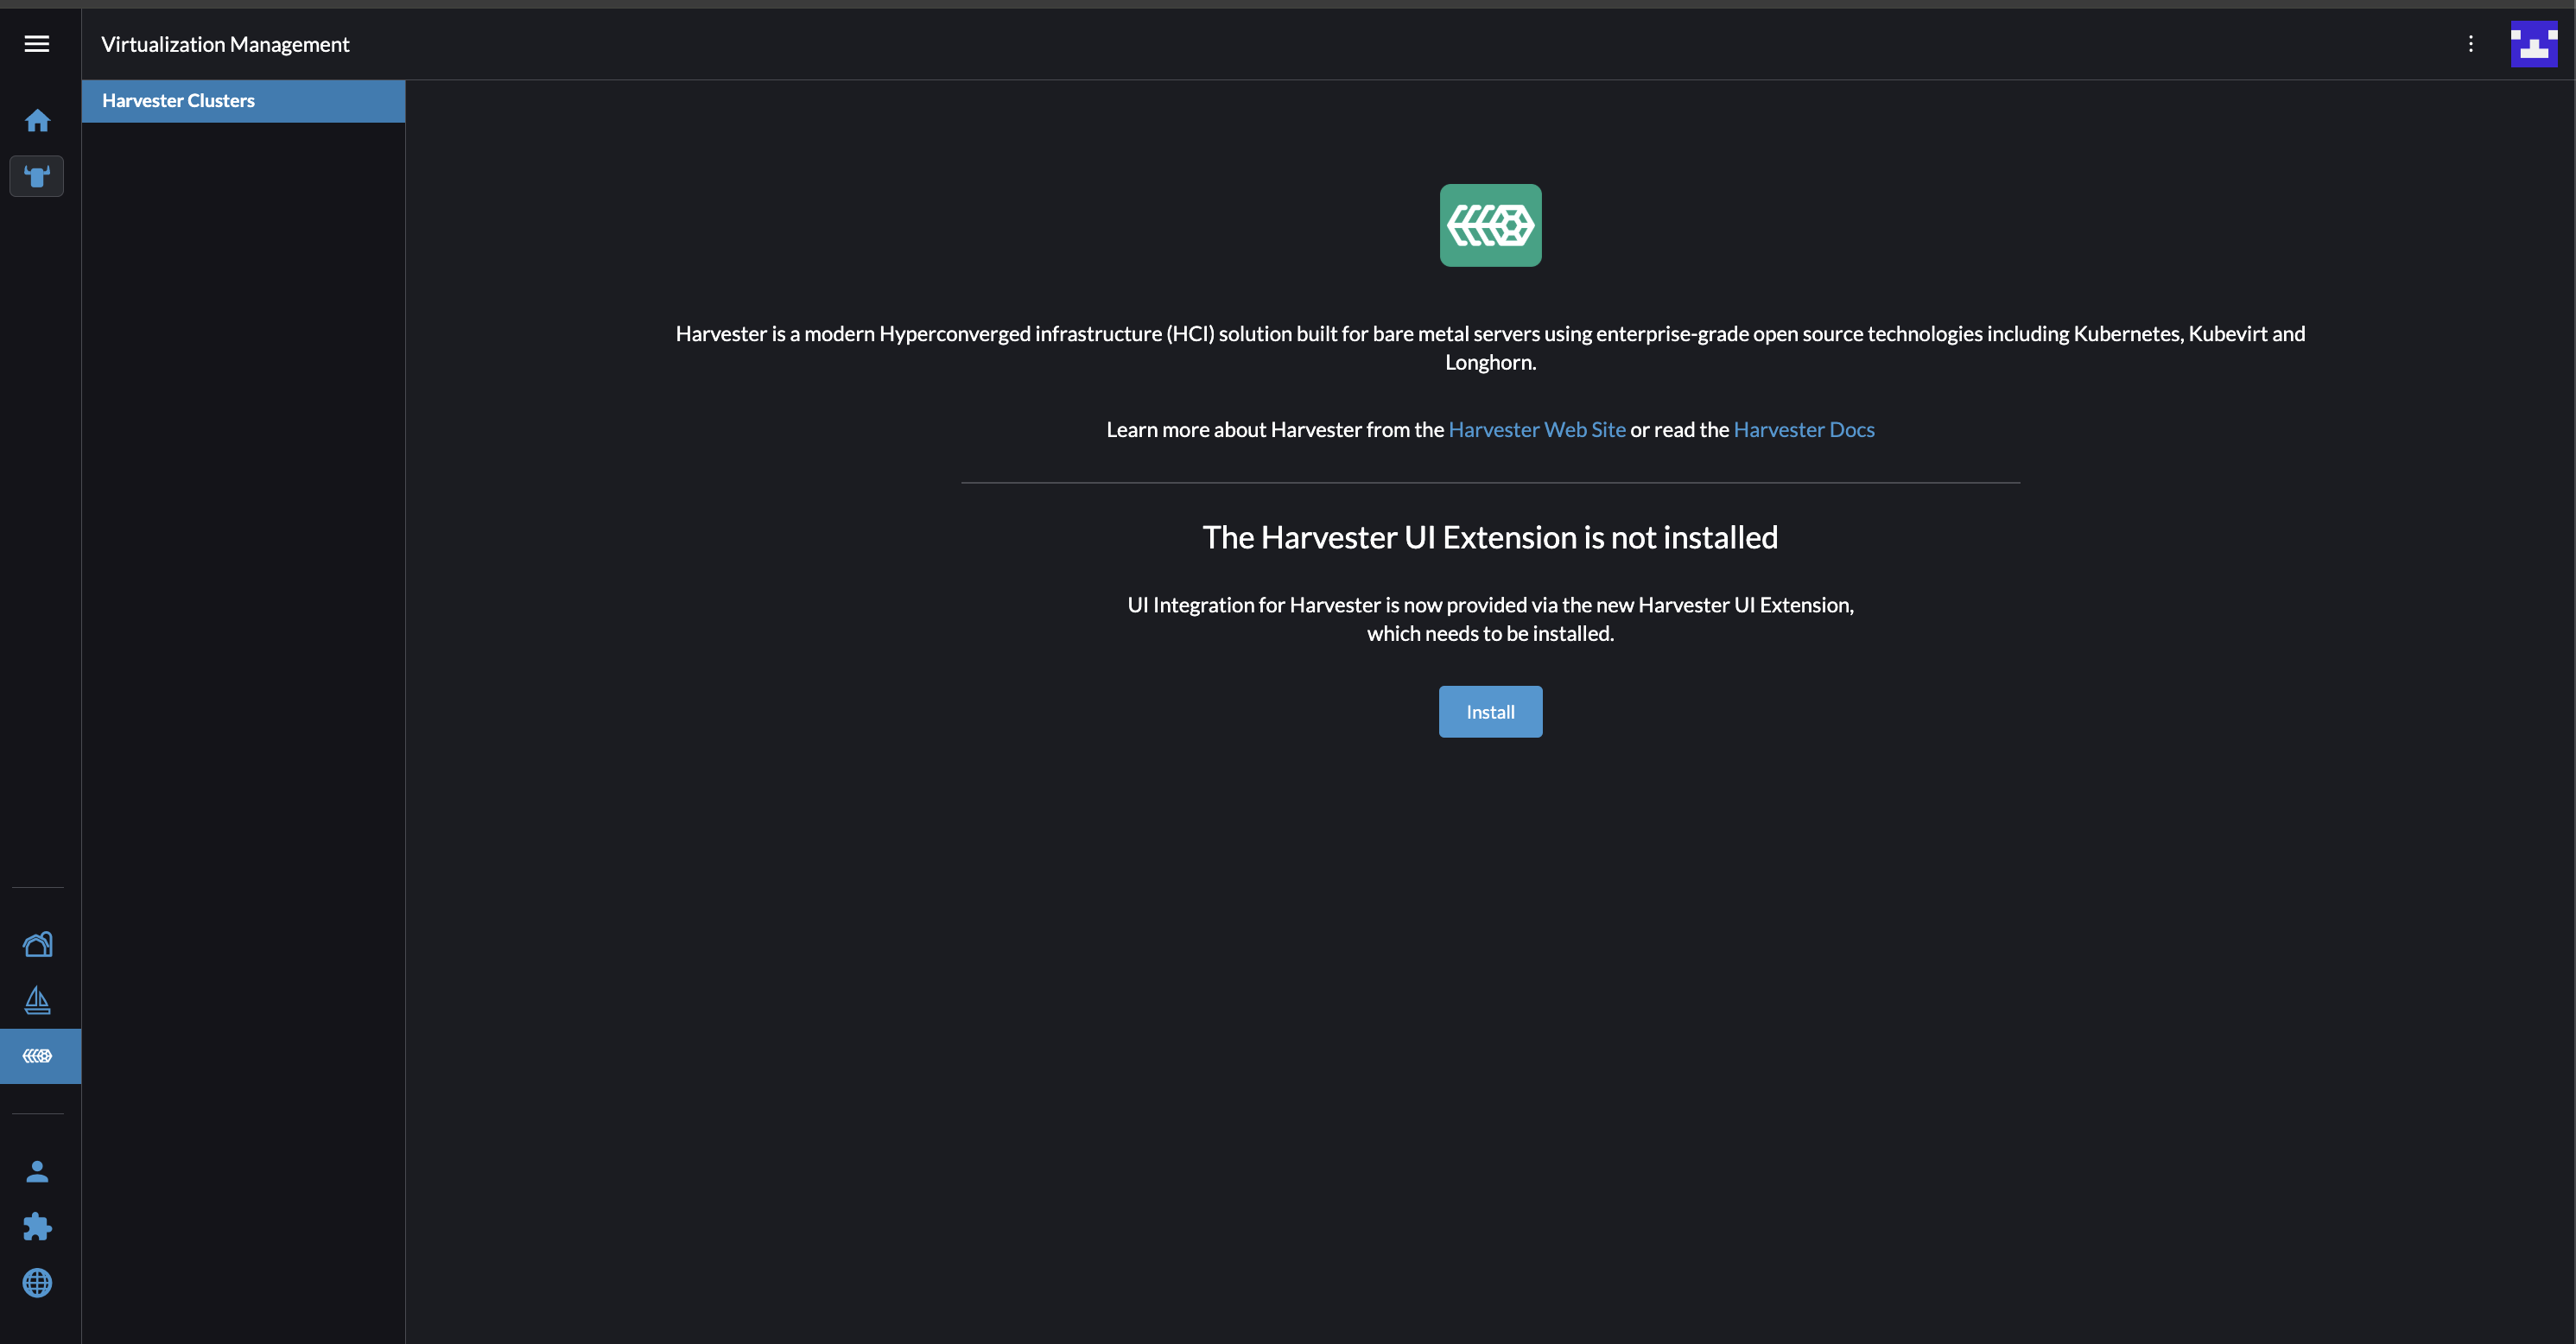 Virtualization Management
Harvester Clusters
Harvester is a modern Hyperconverged infrastructure (HCI) solution built for bare metal servers using enterprise-grade open source technologies including Kubernetes, Kubevirt and
Longhorn.
Learn more about Harvester from the Harvester Web Site or read the Harvester Docs
The Harvester UI Extension is not installed
UI Integration for Harvester is now provided via the new Harvester UI Extension,
which needs to be installed.
Install